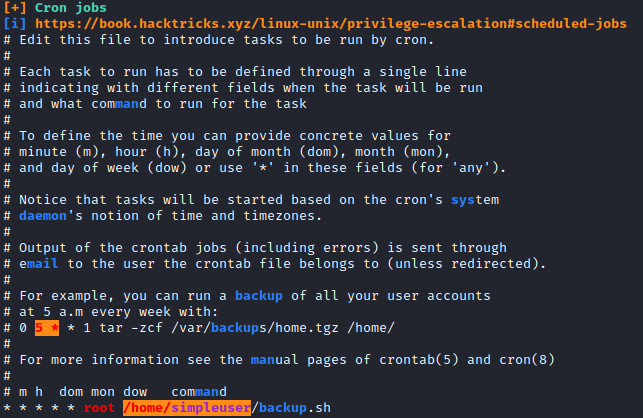 [+] Cron jobs
[i] https://book.hacktricks.xyz/linux-unix/privilege-escalation#scheduled-jobs
# Edit this file to introduce tasks to be run by cron.
#
# Each task to run has to be defined through a single line
# indicating with different fields when the task will be run
# and what command to run for the task
#
# To define the time you can provide concrete values for
# minute (m), hour (h), day of month (dom), month (mon),
# and day of week (dow) or use '*' in these fields (for 'any').
#
# Notice that tasks will be started based on the cron's system
# daemon's notion of time and timezones.
#
# Output of the crontab jobs (including errors) is sent through
# email to the user the crontab file belongs to (unless redirected).
#
# For example, you can run a backup of all your user accounts
# at 5 a.m every week with:
# 0 5 * * 1 tar -zcf /var/backups/home.tgz /home/
#
# For more information see the manual pages of crontab(5) and cron(8)
#
# m h  dom mon dow   command
* * * * * root /home/simpleuser/backup.sh